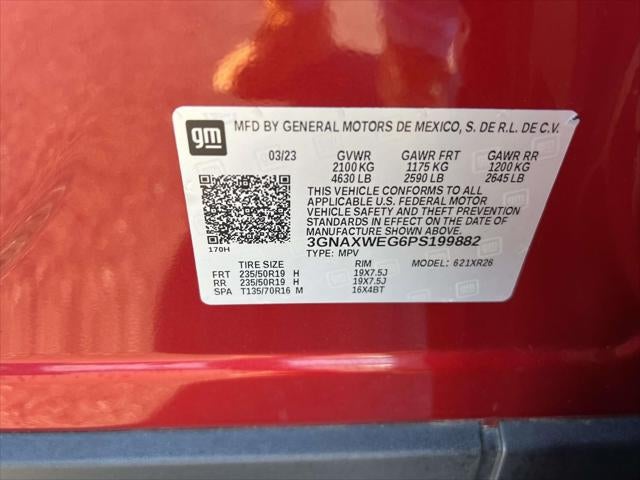 gm MFD BY GENERAL MOTORS DE MEXICO, S. DE R.L. DE C.V.
03/23 GVWR GAWR FRT GAWR RR
2100 KG 1175 KG 1200 KG
4630 LB 2590 LB 2645 LB
THIS VEHICLE CONFORMS TO ALL
APPLICABLE U.S. FEDERAL MOTOR
VEHICLE SAFETY AND THEFT PREVENTION
STANDARDS IN EFFECT ON THE DATE OF
MANUFACTURE SHOWN ABOVE.
3GNAXWEG6PS199882
170H TYPE: MPV MODEL: 621XR26
TIRE SIZE RIM
FRT 235/50R19 H 19X7.5J
RR 235/50R19 H 19X7.5J
SPA T135/70R16 M 16X4BT